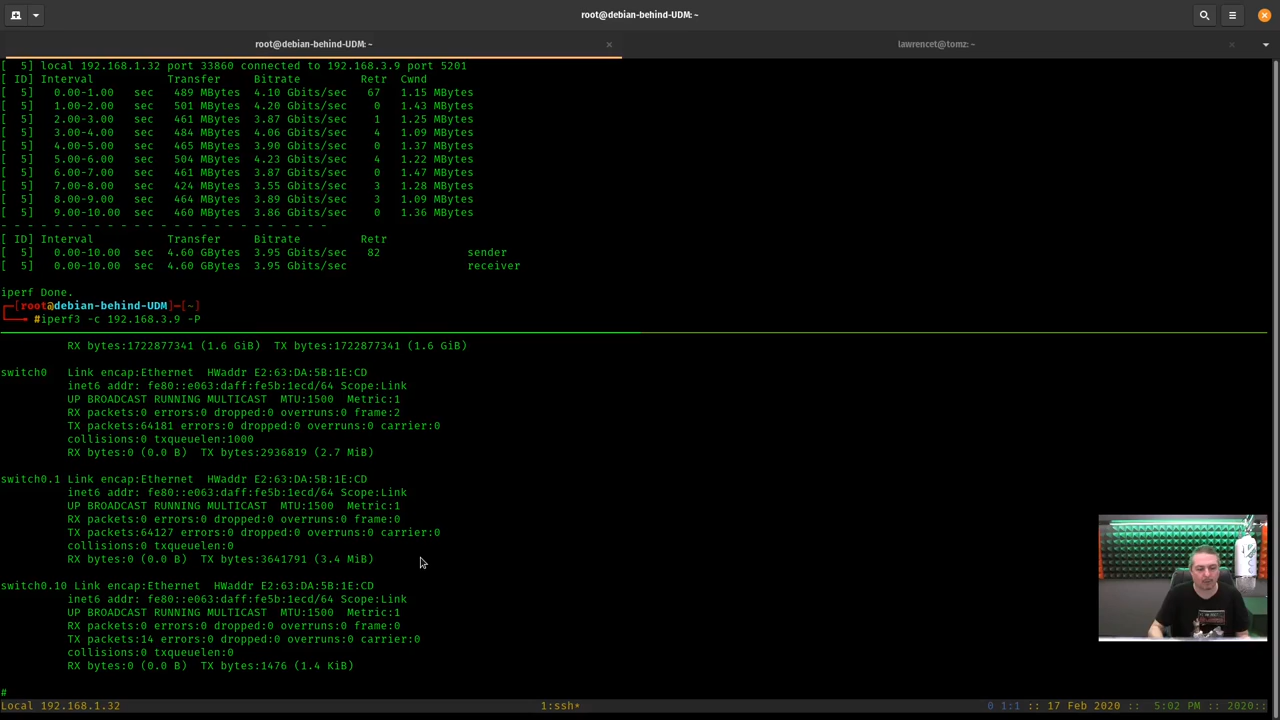 root@debian-behind-UDM: ~
root@debian-behind-UDM: ~ × lawrencet@tomz: ~ ×
[  5] local 192.168.1.32 port 33860 connected to 192.168.3.9 port 5201
[ ID] Interval           Transfer     Bitrate         Retr  Cwnd
[  5]   0.00-1.00   sec   489 MBytes  4.10 Gbits/sec   67   1.15 MBytes
[  5]   1.00-2.00   sec   501 MBytes  4.20 Gbits/sec    0   1.43 MBytes
[  5]   2.00-3.00   sec   461 MBytes  3.87 Gbits/sec    1   1.25 MBytes
[  5]   3.00-4.00   sec   484 MBytes  4.06 Gbits/sec    4   1.09 MBytes
[  5]   4.00-5.00   sec   465 MBytes  3.90 Gbits/sec    0   1.37 MBytes
[  5]   5.00-6.00   sec   504 MBytes  4.23 Gbits/sec    4   1.22 MBytes
[  5]   6.00-7.00   sec   461 MBytes  3.87 Gbits/sec    0   1.47 MBytes
[  5]   7.00-8.00   sec   424 MBytes  3.55 Gbits/sec    3   1.28 MBytes
[  5]   8.00-9.00   sec   464 MBytes  3.89 Gbits/sec    3   1.09 MBytes
[  5]   9.00-10.00  sec   460 MBytes  3.86 Gbits/sec    0   1.36 MBytes
- - - - - - - - - - - - - - - - - - - - - - - - -
[ ID] Interval           Transfer     Bitrate         Retr
[  5]   0.00-10.00  sec  4.60 GBytes  3.95 Gbits/sec   82             sender
[  5]   0.00-10.00  sec  4.60 GBytes  3.95 Gbits/sec                  receiver
iperf Done.
┌─[root@debian-behind-UDM]─[~]
└──╼ #iperf3 -c 192.168.3.9 -P
RX bytes:1722877341 (1.6 GiB)  TX bytes:1722877341 (1.6 GiB)
switch0   Link encap:Ethernet  HWaddr E2:63:DA:5B:1E:CD
inet6 addr: fe80::e063:daff:fe5b:1ecd/64 Scope:Link
UP BROADCAST RUNNING MULTICAST  MTU:1500  Metric:1
RX packets:0 errors:0 dropped:0 overruns:0 frame:2
TX packets:64181 errors:0 dropped:0 overruns:0 carrier:0
collisions:0 txqueuelen:1000
RX bytes:0 (0.0 B)  TX bytes:2936819 (2.7 MiB)
switch0.1 Link encap:Ethernet  HWaddr E2:63:DA:5B:1E:CD
inet6 addr: fe80::e063:daff:fe5b:1ecd/64 Scope:Link
UP BROADCAST RUNNING MULTICAST  MTU:1500  Metric:1
RX packets:0 errors:0 dropped:0 overruns:0 frame:0
TX packets:64127 errors:0 dropped:0 overruns:0 carrier:0
collisions:0 txqueuelen:0
RX bytes:0 (0.0 B)  TX bytes:3641791 (3.4 MiB)
switch0.10 Link encap:Ethernet  HWaddr E2:63:DA:5B:1E:CD
inet6 addr: fe80::e063:daff:fe5b:1ecd/64 Scope:Link
UP BROADCAST RUNNING MULTICAST  MTU:1500  Metric:1
RX packets:0 errors:0 dropped:0 overruns:0 frame:0
TX packets:14 errors:0 dropped:0 overruns:0 carrier:0
collisions:0 txqueuelen:0
RX bytes:0 (0.0 B)  TX bytes:1476 (1.4 KiB)
#
Local 192.168.1.32 1:ssh* 0 1:1 :: 17 Feb 2020 :: 5:02 PM :: 2020::